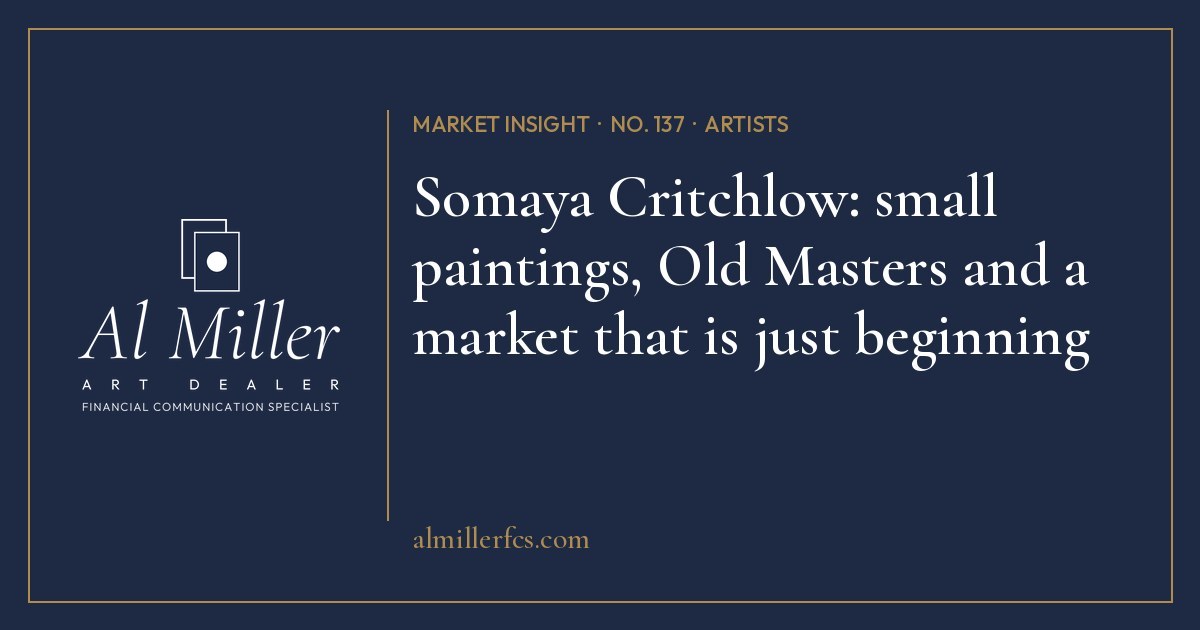 MARKET INSIGHT · NO. 137 · ARTISTS
Somaya Critchlow: small
paintings, Old Masters and a
market that is just beginning
Al Miller
ART DEALER
FINANCIAL COMMUNICATION SPECIALIST
almillerfcs.com